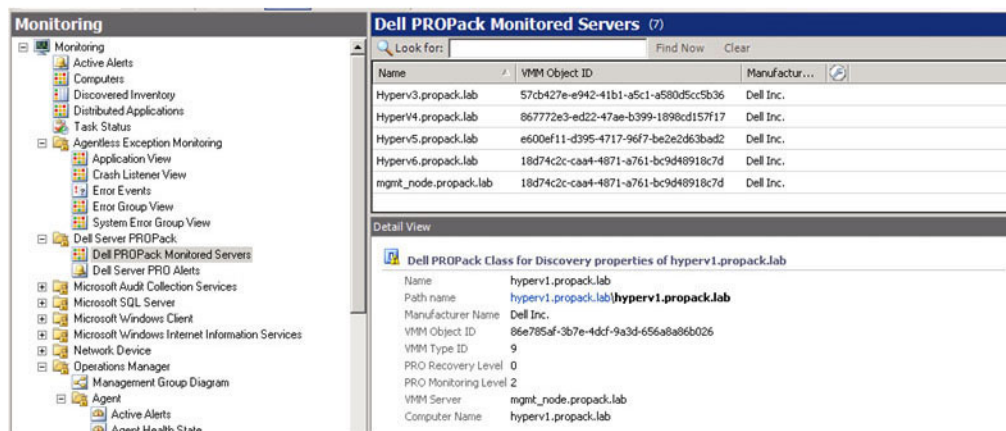 Monitoring
Monitoring
Active Alerts
Computers
Discovered Inventory
Distributed Applications
Task Status
Agentless Exception Monitoring
Application View
Crash Listener View
Error Events
Error Group View
System Error Group View
Dell Server PROPack
Dell PROPack Monitored Servers
Dell Server PRO Alerts
Microsoft Audit Collection Services
Microsoft SQL Server
Microsoft Windows Client
Microsoft Windows Internet Information Services
Network Device
Operations Manager
Management Group Diagram
Agent
Active Alerts
Agent Health State
Dell PROPack Monitored Servers (7)
Look for: Find Now Clear
Name VMM Object ID Manufactur...
Hyperv3.propack.lab 57cb427e-e942-41b1-a5c1-a580d5cc5b36 Dell Inc.
HyperV4.propack.lab 867772e3-ed22-47ae-b399-1898cd157f17 Dell Inc.
Hyperv5.propack.lab e600ef11-d395-4717-96f7-be2e2d63bad2 Dell Inc.
Hyperv6.propack.lab 18d74c2c-caa4-4871-a761-bc9d48918c7d Dell Inc.
mgmt_node.propack.lab 18d74c2c-caa4-4871-a761-bc9d48918c7d Dell Inc.
Detail View
Dell PROPack Class for Discovery properties of hyperv1.propack.lab
Name hyperv1.propack.lab
Path name hyperv1.propack.lab\hyperv1.propack.lab
Manufacturer Name Dell Inc.
VMM Object ID 86e785af-3b7e-4dcf-9a3d-656a8a86b026
VMM Type ID 9
PRO Recovery Level 0
PRO Monitoring Level 2
VMM Server mgmt_node.propack.lab
Computer Name hyperv1.propack.lab